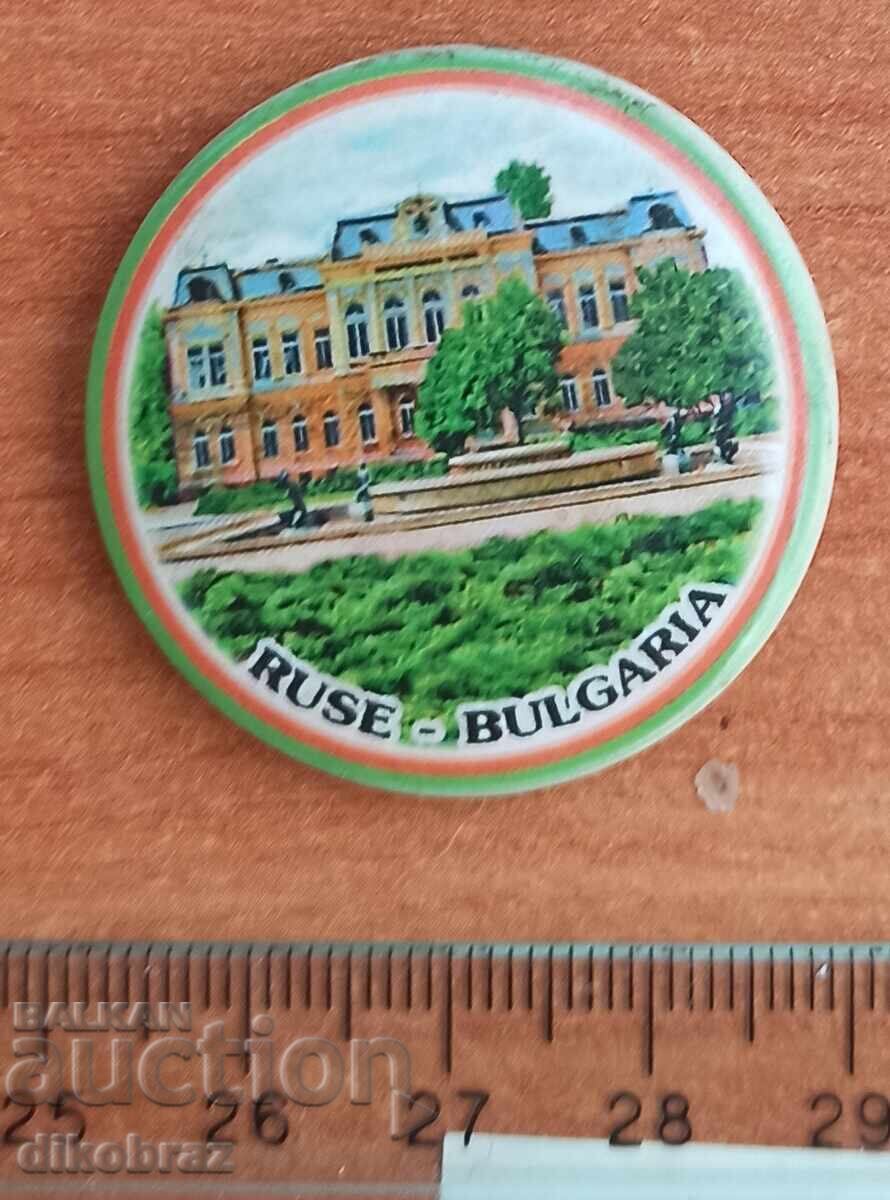 RUSE - BULGARIA
BALKAN
auction
25 26 27 28 29
dikobraz